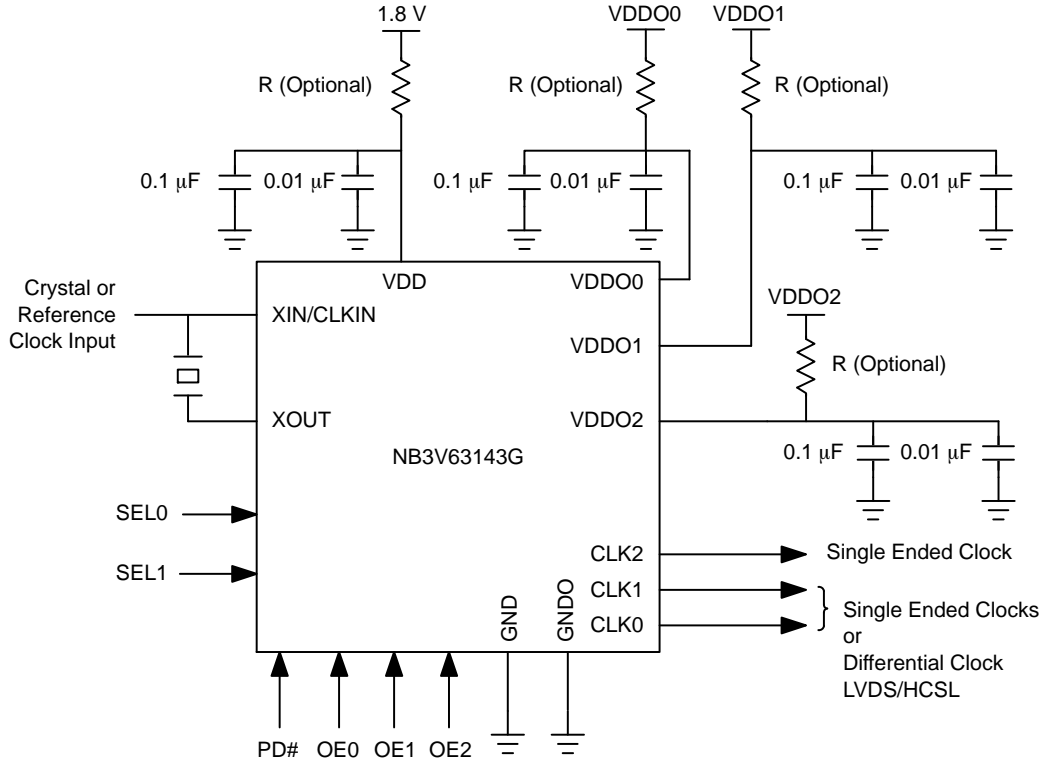 1.8 V
VDDO0
VDDO1
R (Optional)
R (Optional)
R (Optional)
0.1 μF
0.01 μF
0.1 μF
0.01 μF
0.1 μF
0.01 μF
VDD
VDDO0
Crystal or
Reference
Clock Input
XIN/CLKIN
VDDO2
VDDO1
R (Optional)
XOUT
VDDO2
0.1 μF
0.01 μF
NB3V63143G
SEL0
SEL1
CLK2
Single Ended Clock
CLK1
CLK0
Single Ended Clocks
or
Differential Clock
LVDS/HCSL
GND
GNDO
PD#
OE0
OE1
OE2